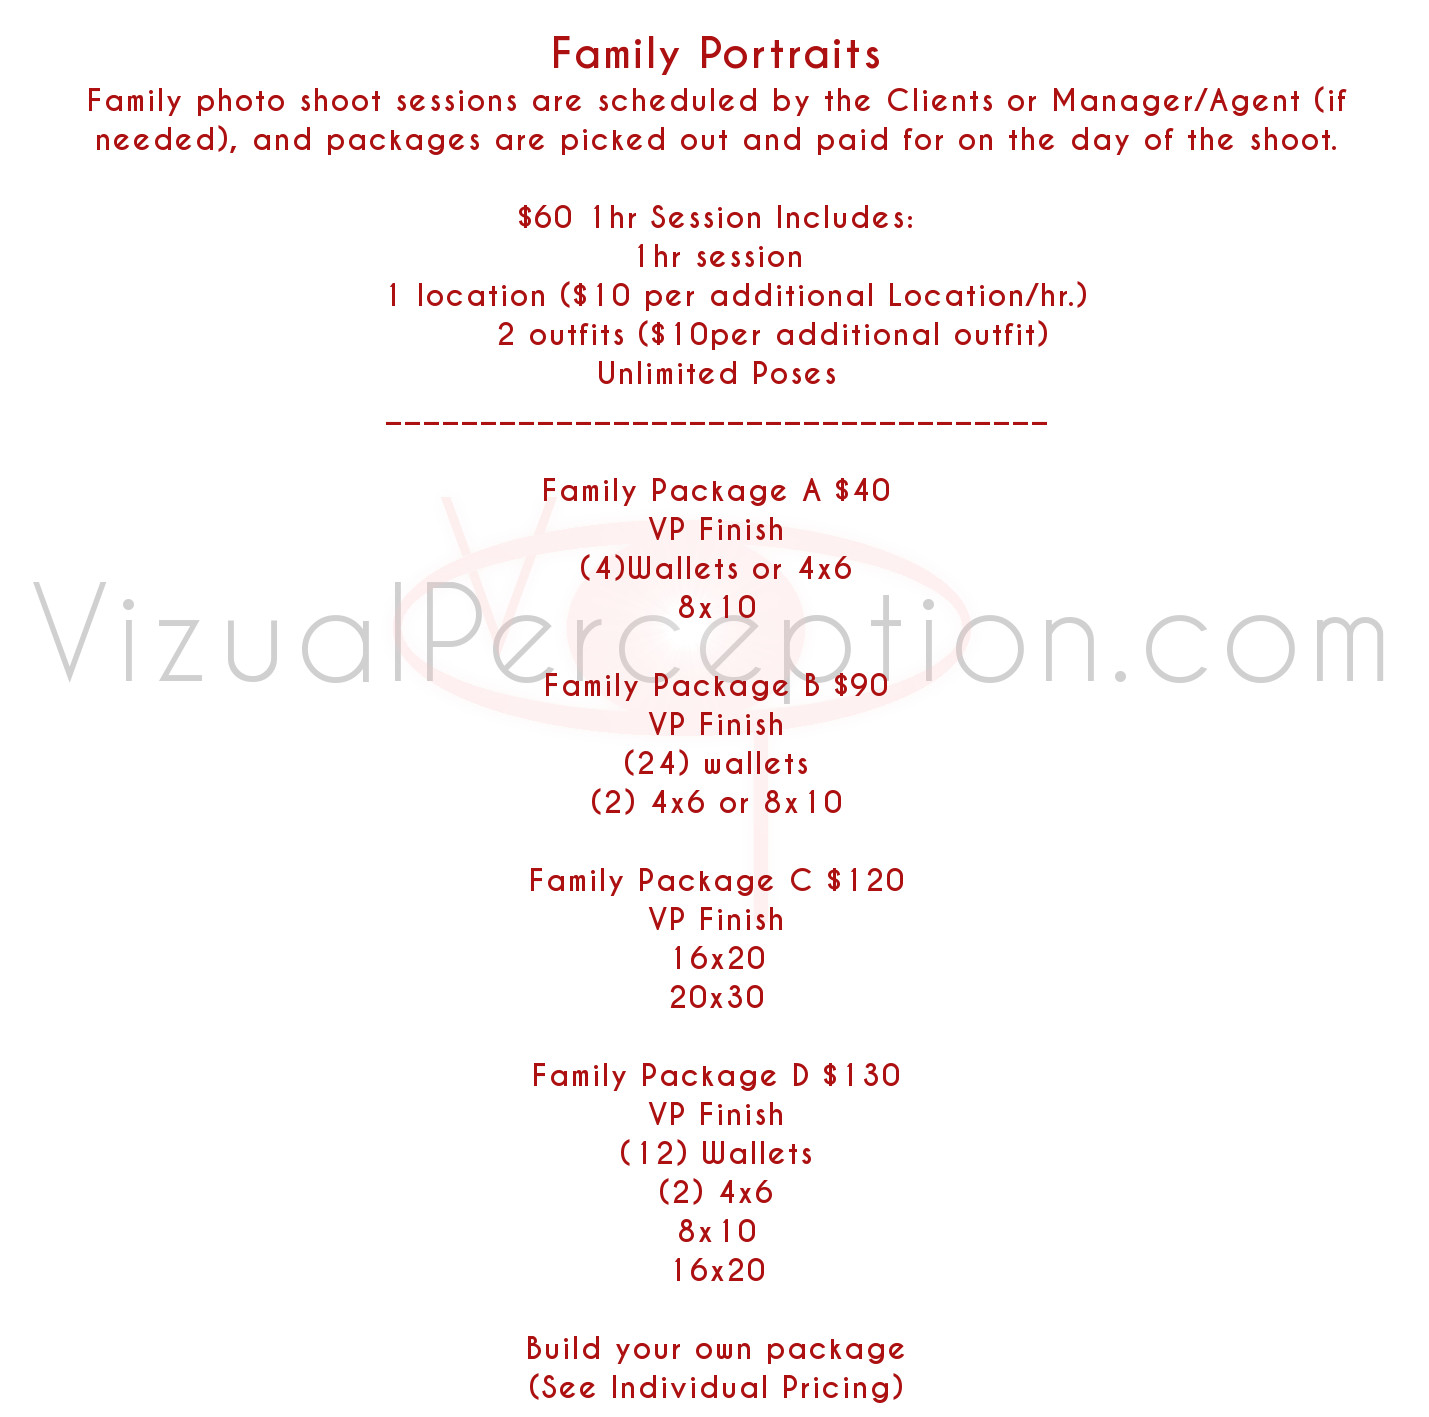 Family Portraits
Family photo shoot sessions are scheduled by the Clients or Manager/Agent (if
needed), and packages are picked out and paid for on the day of the shoot.
$60 1hr Session Includes:
1hr session
1 location ($10 per additional Location/hr.)
2 outfits ($10per additional outfit)
Unlimited Poses
___________________________________
Family Package A $40
VP Finish
(4)Wallets or 4x6
8x10
VizualPerception.com
Family Package B $90
VP Finish
(24) wallets
(2) 4x6 or 8x10
Family Package C $120
VP Finish
16x20
20x30
Family Package D $130
VP Finish
(12) Wallets
(2) 4x6
8x10
16x20
Build your own package
(See Individual Pricing)